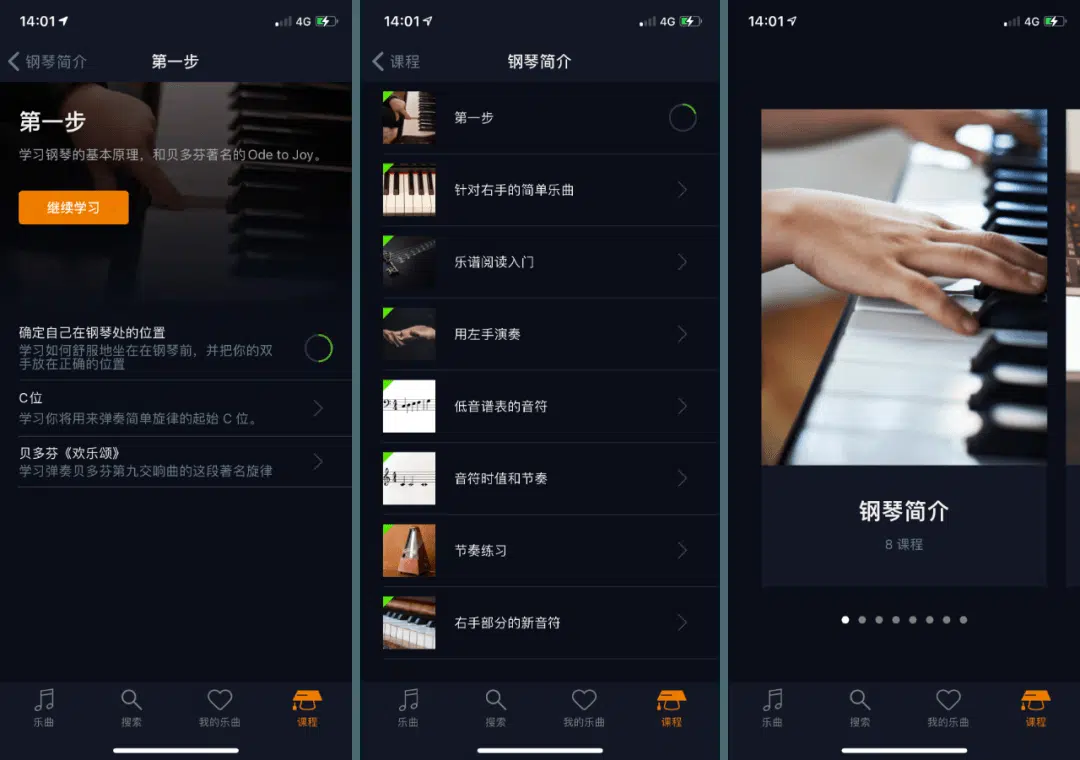 14:01
4G
钢琴简介
第一步
第一步
学习钢琴的基本原理，和贝多芬著名的Ode to Joy。
继续学习
确定自己在钢琴处的位置
学习如何舒服地坐在在钢琴前，并把你的双
手放在正确的位置
C位
学习你将用来弹奏简单旋律的起始 C 位。
贝多芬《欢乐颂》
学习弹奏贝多芬第九交响曲的这段著名旋律
乐曲
搜索
我的乐曲
课程
14:01
4G
课程
钢琴简介
第一步
针对右手的简单乐曲
乐谱阅读入门
用左手演奏
低音谱表的音符
音符时值和节奏
节奏练习
右手部分的新音符
乐曲
搜索
我的乐曲
课程
14:01
4G
钢琴简介
8 课程
乐曲
搜索
我的乐曲
课程